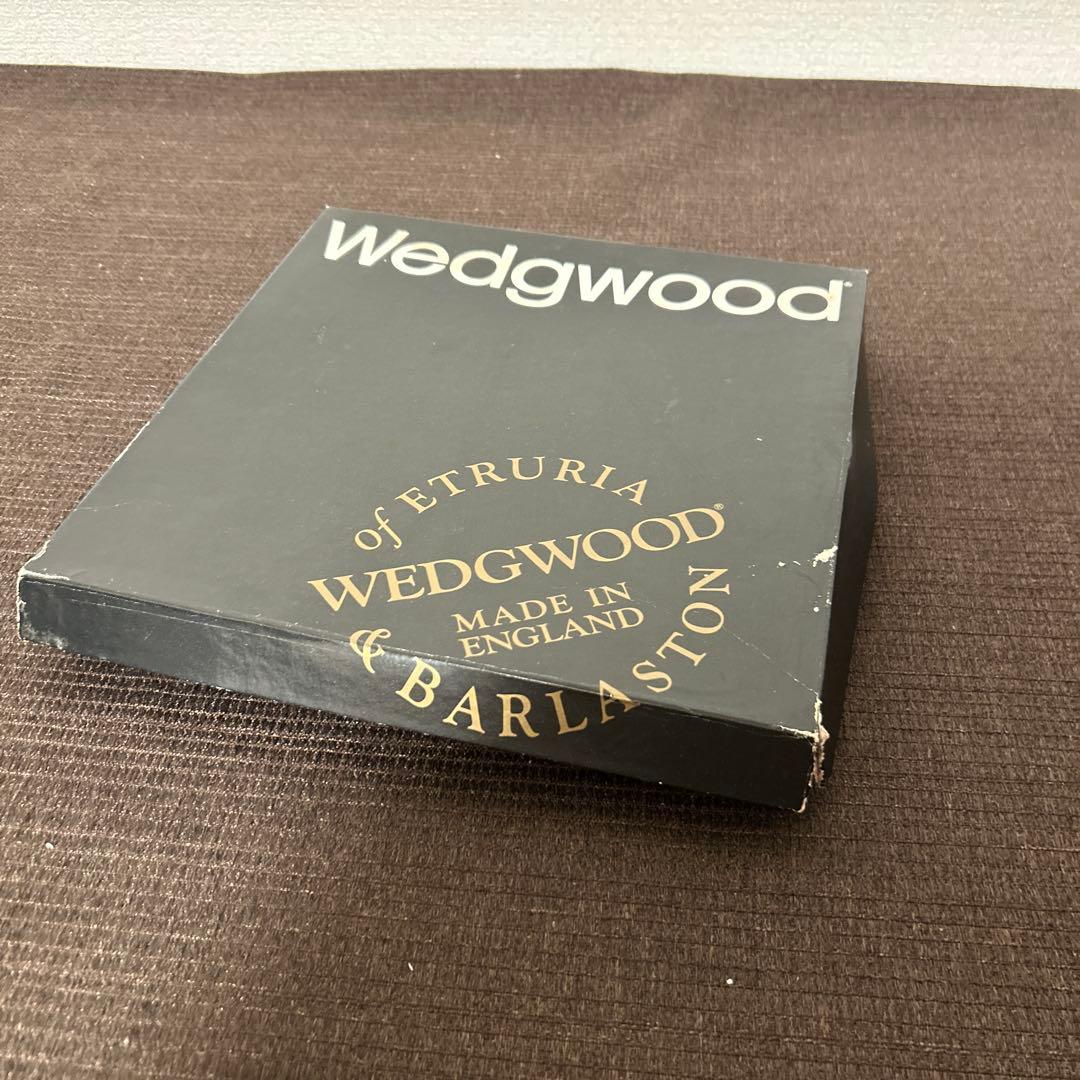 Wedgwood®
of ETRURIA
WEDGWOOD®
MADE IN
ENGLAND
& BARLASTON